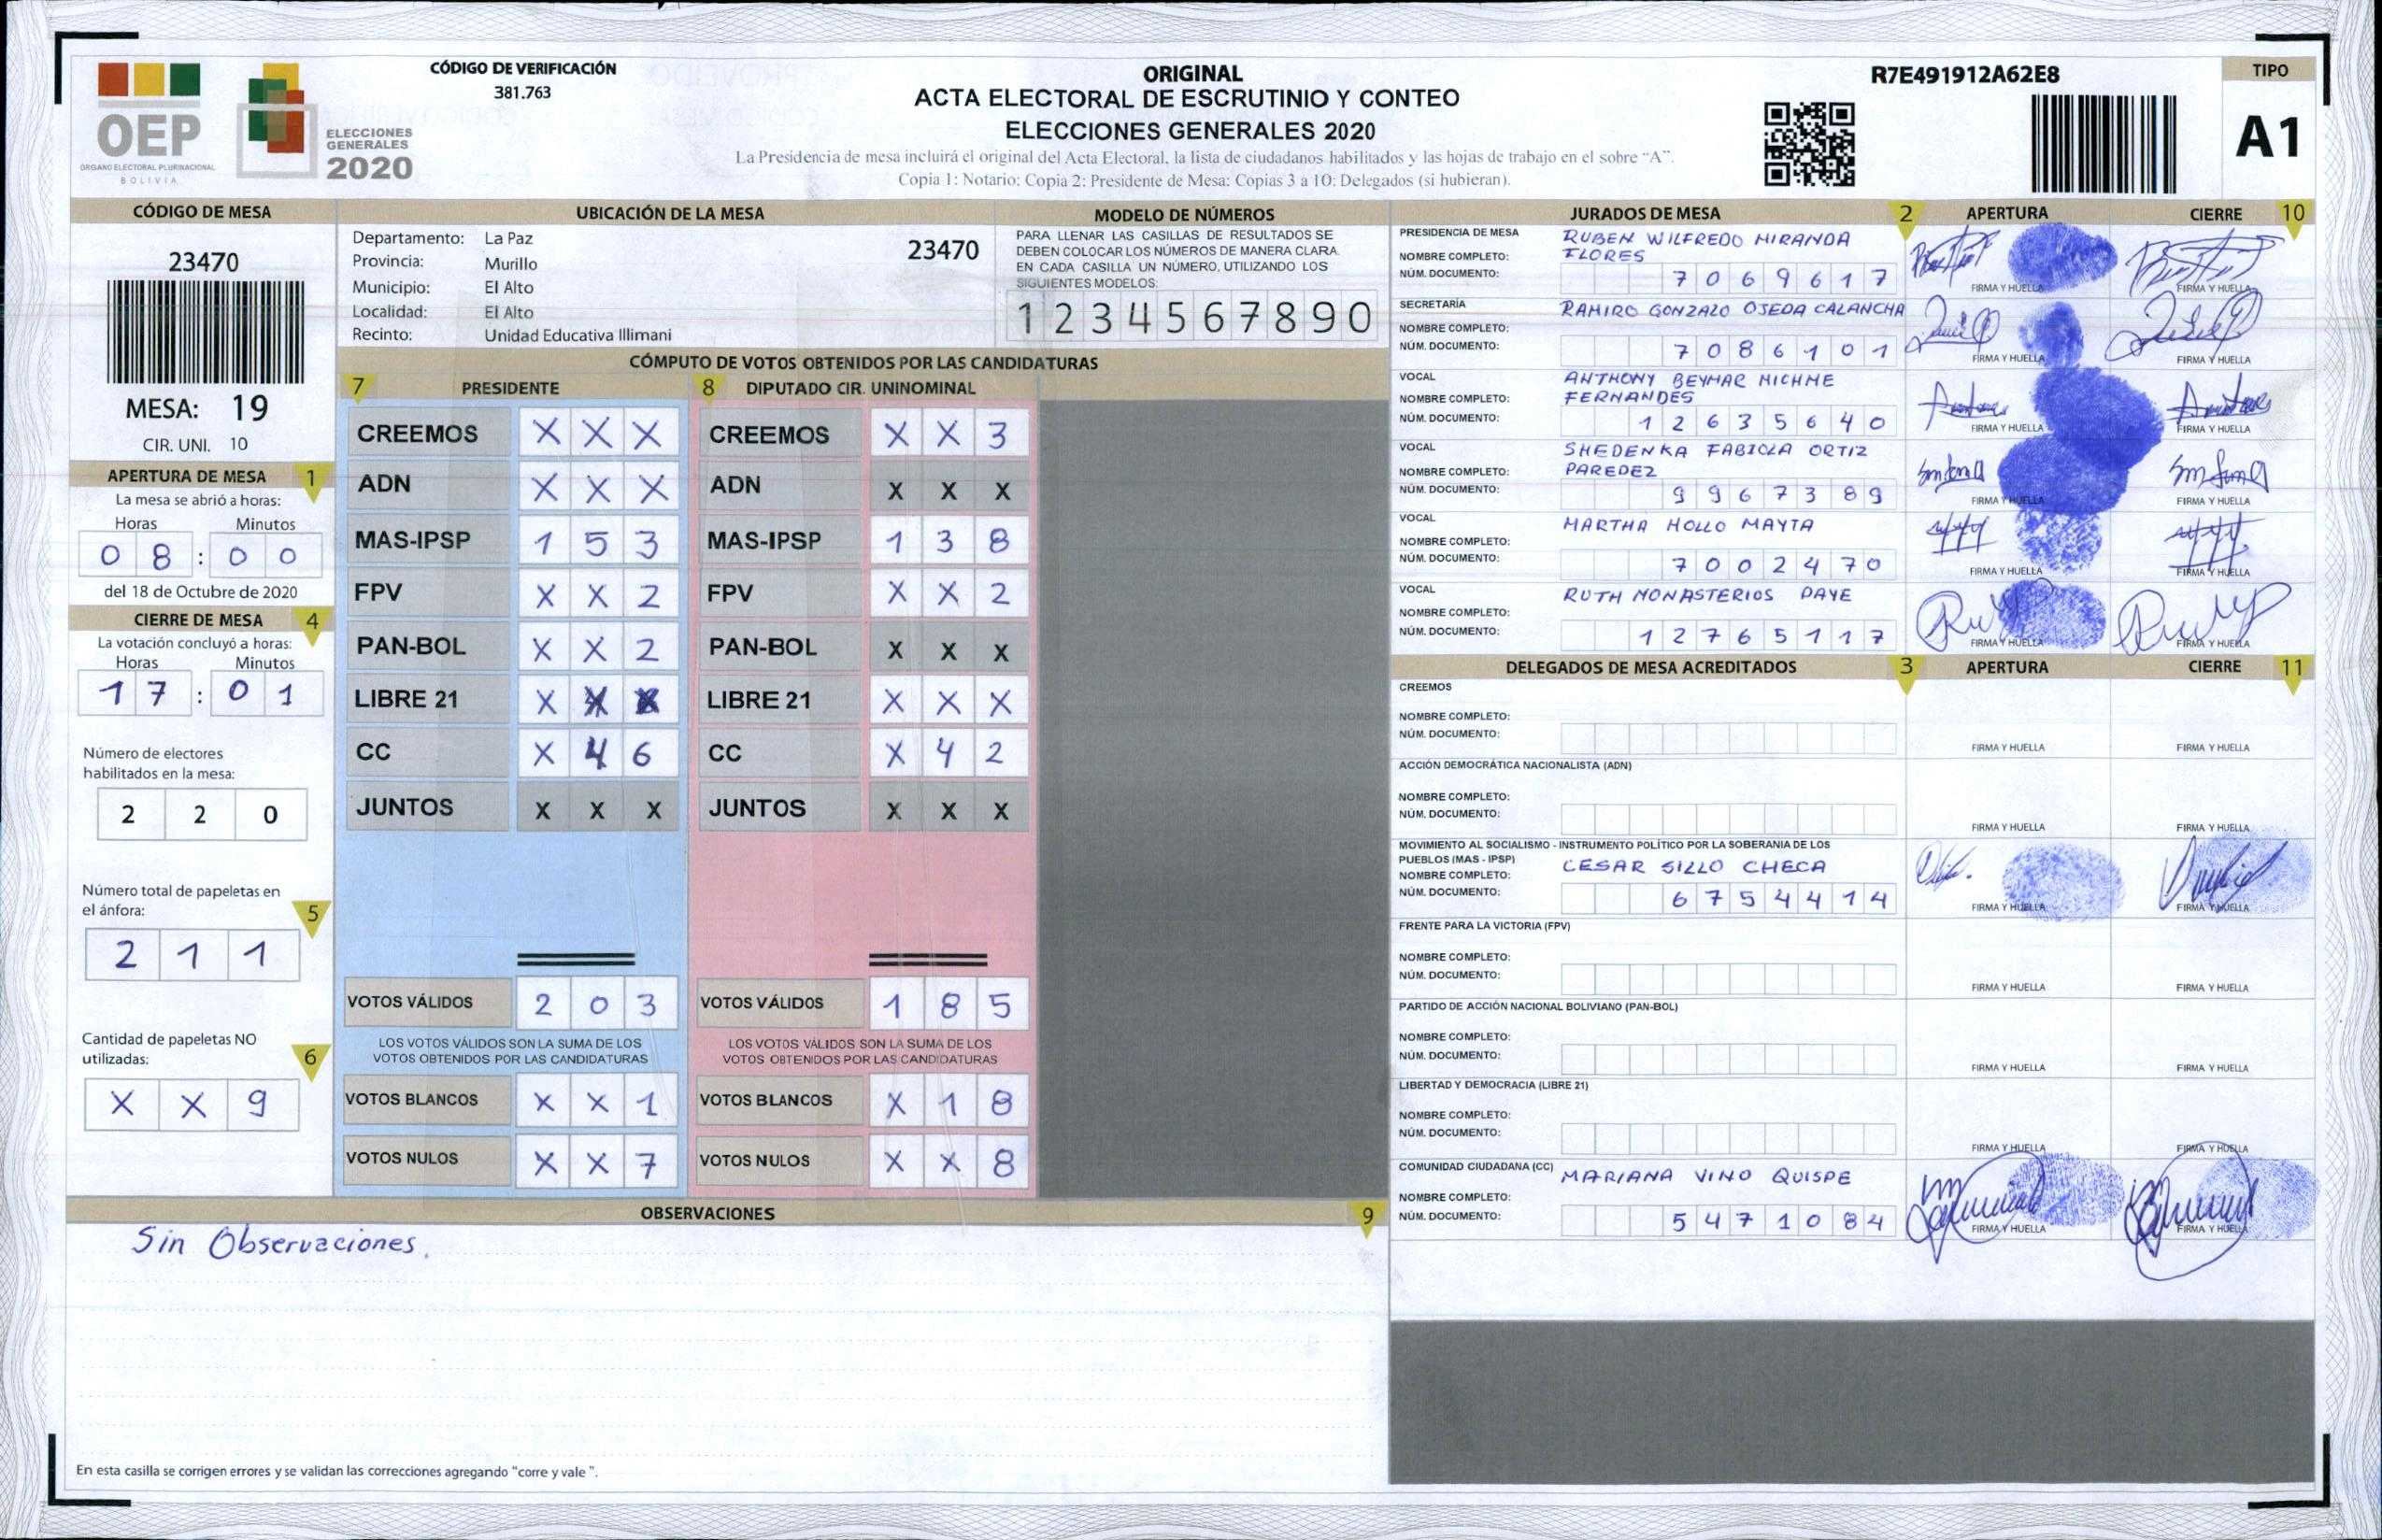 OEP
ÓRGANO ELECTORAL PLURINACIONAL
BOLIVIA
ELECCIONES
GENERALES
2020
CÓDIGO DE VERIFICACIÓN
381.763
ORIGINAL
ACTA ELECTORAL DE ESCRUTINIO Y CONTEO
ELECCIONES GENERALES 2020
La Presidencia de mesa incluirá el original del Acta Electoral, la lista de ciudadanos habilitados y las hojas de trabajo en el sobre "A".
Copia 1: Notario; Copia 2: Presidente de Mesa; Copias 3 a 10: Delegados (si hubieran).
R7E491912A62E8
TIPO
A1
CÓDIGO DE MESA
23470
MESA: 19
CIR. UNI. 10
APERTURA DE MESA 1
La mesa se abrió a horas:
Horas Minutos
0 8 : 0 0
del 18 de Octubre de 2020
CIERRE DE MESA 4
La votación concluyó a horas:
Horas Minutos
1 7 : 0 1
Número de electores
habilitados en la mesa:
2 2 0
Número total de papeletas en
el ánfora: 5
2 1 1
Cantidad de papeletas NO
utilizadas: 6
X X 9
UBICACIÓN DE LA MESA
Departamento: La Paz 23470
Provincia: Murillo
Municipio: El Alto
Localidad: El Alto
Recinto: Unidad Educativa Illimani
MODELO DE NÚMEROS
PARA LLENAR LAS CASILLAS DE RESULTADOS SE
DEBEN COLOCAR LOS NÚMEROS DE MANERA CLARA.
EN CADA CASILLA UN NÚMERO, UTILIZANDO LOS
SIGUIENTES MODELOS:
1 2 3 4 5 6 7 8 9 0
CÓMPUTO DE VOTOS OBTENIDOS POR LAS CANDIDATURAS
7 PRESIDENTE 8 DIPUTADO CIR. UNINOMINAL
CREEMOS X X X CREEMOS X X 3
ADN X X X ADN X X X
MAS-IPSP 1 5 3 MAS-IPSP 1 3 8
FPV X X 2 FPV X X 2
PAN-BOL X X 2 PAN-BOL X X X
LIBRE 21 X X X LIBRE 21 X X X
CC X 4 6 CC X 4 2
JUNTOS X X X JUNTOS X X X
VOTOS VÁLIDOS 2 0 3 VOTOS VÁLIDOS 1 8 5
LOS VOTOS VÁLIDOS SON LA SUMA DE LOS LOS VOTOS VÁLIDOS SON LA SUMA DE LOS
VOTOS OBTENIDOS POR LAS CANDIDATURAS VOTOS OBTENIDOS POR LAS CANDIDATURAS
VOTOS BLANCOS X X 1 VOTOS BLANCOS X 1 8
VOTOS NULOS X X 7 VOTOS NULOS X X 8
OBSERVACIONES 9
Sin Observaciones.
En esta casilla se corrigen errores y se validan las correcciones agregando "corre y vale".
JURADOS DE MESA 2 APERTURA CIERRE 10
PRESIDENCIA DE MESA RUBEN WILFREDO MIRANDA
NOMBRE COMPLETO: FLORES
NÚM. DOCUMENTO: 7 0 6 9 6 1 7 FIRMA Y HUELLA FIRMA Y HUELLA
SECRETARÍA RAMIRO GONZALO OJEDA CALANCHA
NOMBRE COMPLETO:
NÚM. DOCUMENTO: 7 0 8 6 1 0 1 FIRMA Y HUELLA FIRMA Y HUELLA
VOCAL ANTHONY BEYMAR MICHME
NOMBRE COMPLETO: FERNANDES
NÚM. DOCUMENTO: 1 2 6 3 5 6 4 0 FIRMA Y HUELLA FIRMA Y HUELLA
VOCAL SHEDENKA FABIOLA ORTIZ
NOMBRE COMPLETO: PAREDEZ
NÚM. DOCUMENTO: 9 9 6 7 3 8 9 FIRMA Y HUELLA FIRMA Y HUELLA
VOCAL MARTHA HOLLO MAYTA
NOMBRE COMPLETO:
NÚM. DOCUMENTO: 7 0 0 2 4 7 0 FIRMA Y HUELLA FIRMA Y HUELLA
VOCAL RUTH MONASTERIOS PAYE
NOMBRE COMPLETO:
NÚM. DOCUMENTO: 1 2 7 6 5 1 1 7 FIRMA Y HUELLA FIRMA Y HUELLA
DELEGADOS DE MESA ACREDITADOS 3 APERTURA CIERRE 11
CREEMOS
NOMBRE COMPLETO:
NÚM. DOCUMENTO: FIRMA Y HUELLA FIRMA Y HUELLA
ACCIÓN DEMOCRÁTICA NACIONALISTA (ADN)
NOMBRE COMPLETO:
NÚM. DOCUMENTO: FIRMA Y HUELLA FIRMA Y HUELLA
MOVIMIENTO AL SOCIALISMO - INSTRUMENTO POLÍTICO POR LA SOBERANIA DE LOS
PUEBLOS (MAS - IPSP) CESAR SILLO CHECA
NOMBRE COMPLETO:
NÚM. DOCUMENTO: 6 7 5 4 4 1 4 FIRMA Y HUELLA FIRMA Y HUELLA
FRENTE PARA LA VICTORIA (FPV)
NOMBRE COMPLETO:
NÚM. DOCUMENTO: FIRMA Y HUELLA FIRMA Y HUELLA
PARTIDO DE ACCIÓN NACIONAL BOLIVIANO (PAN-BOL)
NOMBRE COMPLETO:
NÚM. DOCUMENTO: FIRMA Y HUELLA FIRMA Y HUELLA
LIBERTAD Y DEMOCRACIA (LIBRE 21)
NOMBRE COMPLETO:
NÚM. DOCUMENTO: FIRMA Y HUELLA FIRMA Y HUELLA
COMUNIDAD CIUDADANA (CC) MARIANA VINO QUISPE
NOMBRE COMPLETO:
NÚM. DOCUMENTO: 5 4 7 1 0 8 4 FIRMA Y HUELLA FIRMA Y HUELLA